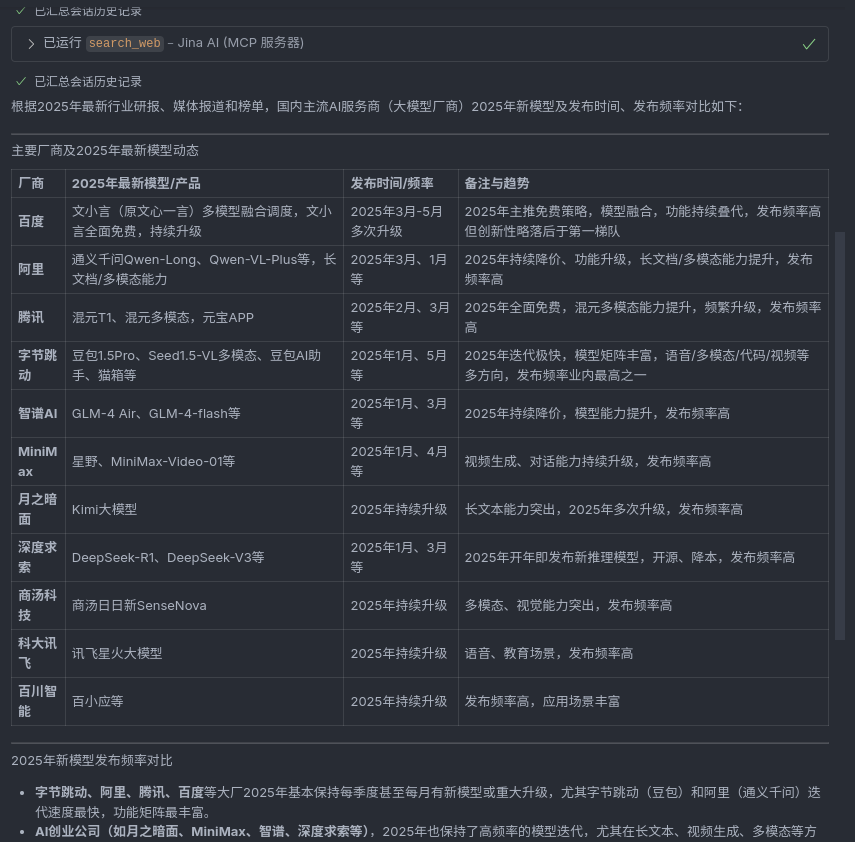 已汇总会话历史记录
已运行 search_web – Jina AI (MCP 服务器)
已汇总会话历史记录
根据2025年最新行业研报、媒体报道和榜单，国内主流AI服务商（大模型厂商）2025年新模型及发布时间、发布频率对比如下：
主要厂商及2025年最新模型动态
厂商 2025年最新模型/产品 发布时间/频率 备注与趋势
百度 文小言（原文心一言）多模型融合调度，文小 2025年3月-5月 2025年主推免费策略，模型融合，功能持续叠代，发布频率高
言全面免费，持续升级 多次升级 但创新性略落后于第一梯队
阿里 通义千问Qwen-Long、Qwen-VL-Plus等，长 2025年3月、1月 2025年持续降价、功能升级，长文档/多模态能力提升，发布
文档/多模态能力 等 频率高
腾讯 混元T1、混元多模态，元宝APP 2025年2月、3月 2025年全面免费，混元多模态能力提升，频繁升级，发布频率
等 高
字节跳 豆包1.5Pro、Seed1.5-VL多模态、豆包AI助 2025年1月、5月 2025年迭代极快，模型矩阵丰富，语音/多模态/代码/视频等
动 手、猫箱等 等 多方向，发布频率业内最高之一
智谱AI GLM-4 Air、GLM-4-flash等 2025年1月、3月 2025年持续降价，模型能力提升，发布频率高
等
MiniM 星野、MiniMax-Video-01等 2025年1月、4月 视频生成、对话能力持续升级，发布频率高
ax 等
月之暗 Kimi大模型 2025年持续升级 长文本能力突出，2025年多次升级，发布频率高
面
深度求 DeepSeek-R1、DeepSeek-V3等 2025年1月、3月 2025年开年即发布新推理模型，开源、降本，发布频率高
索 等
商汤科 商汤日日新SenseNova 2025年持续升级 多模态、视觉能力突出，发布频率高
技
科大讯 讯飞星火大模型 2025年持续升级 语音、教育场景，发布频率高
飞
百川智 百小应等 2025年持续升级 发布频率高，应用场景丰富
能
2025年新模型发布频率对比
• 字节跳动、阿里、腾讯、百度等大厂2025年基本保持每季度甚至每月有新模型或重大升级，尤其字节跳动（豆包）和阿里（通义千问）迭
代速度最快，功能矩阵最丰富。
• AI创业公司（如月之暗面、MiniMax、智谱、深度求索等），2025年也保持了高频率的模型迭代，尤其在长文本、视频生成、多模态等方